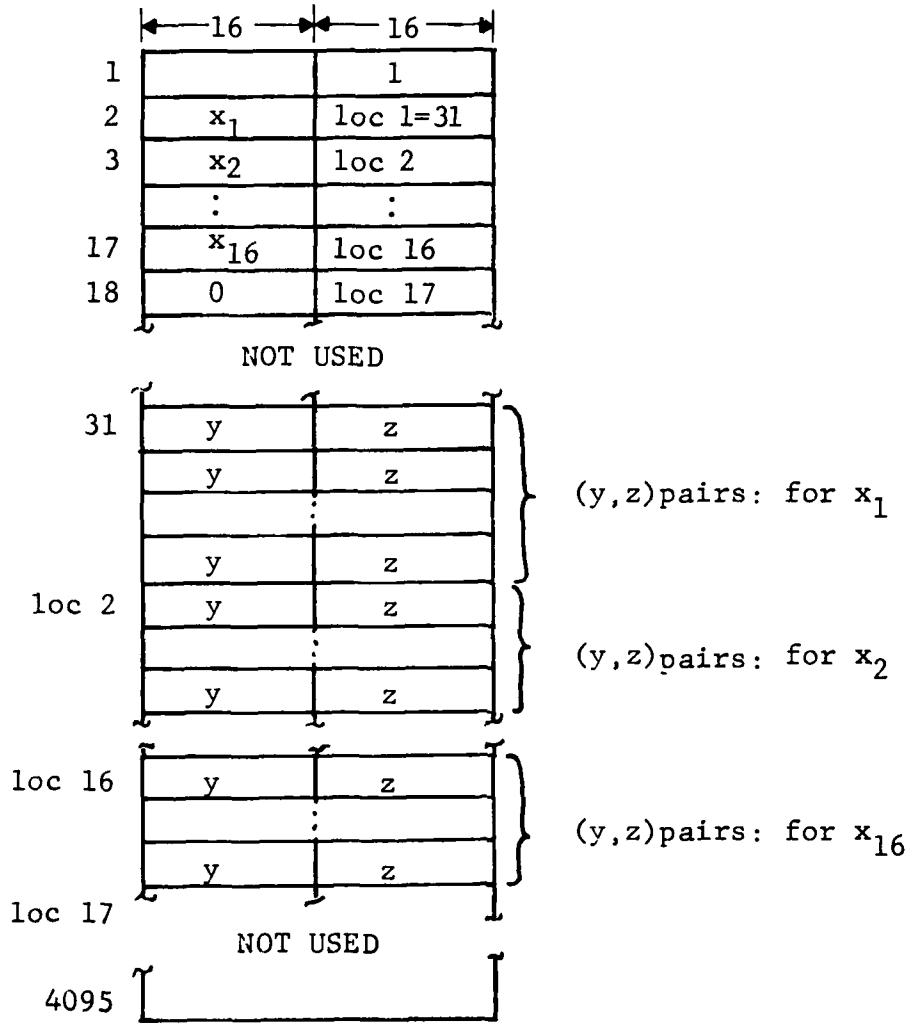 16 16
1 1
2 x1 loc 1=31
3 x2 loc 2
: :
17 x16 loc 16
18 0 loc 17
NOT USED
31 y z
y z
(y,z)pairs: for x1
y z
loc 2 y z
(y,z)pairs: for x2
y z
loc 16 y z
(y,z)pairs: for x16
y z
loc 17
NOT USED
4095